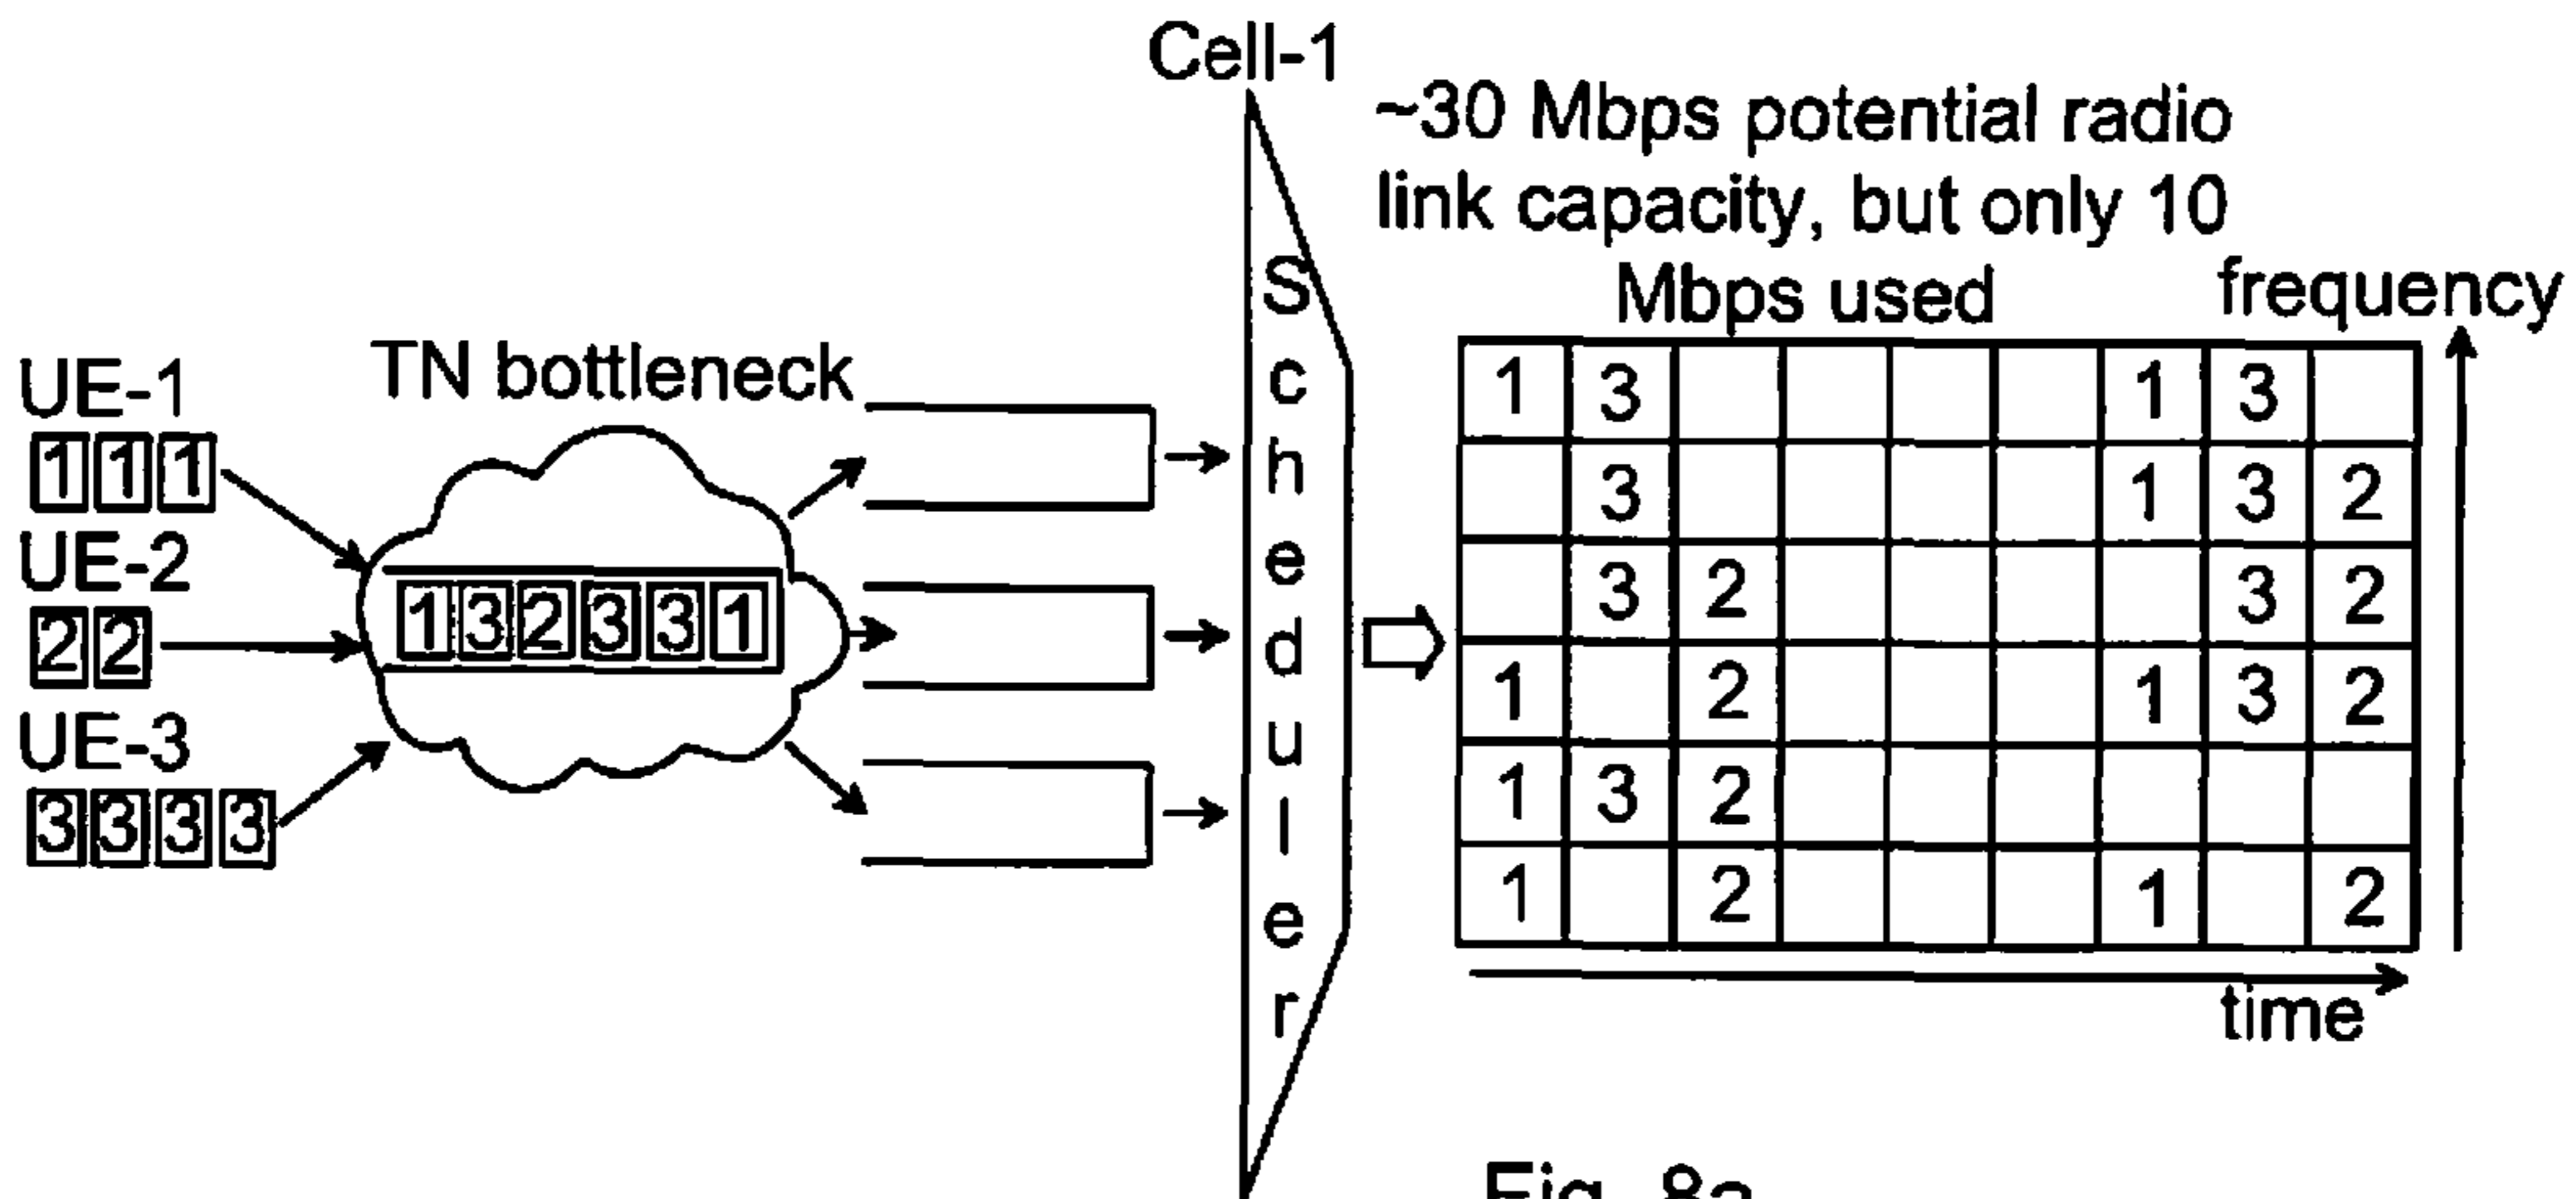 Cell-1
~30 Mbps potential radio
link capacity, but only 10
Mbps used
frequency
TN bottleneck
UE-1
1 1 1
UE-2
2 2
UE-3
3 3 3 3
1 3 2 3 3 1
Scheduler
1 3 1 3
3 1 3 2
3 2 3 2
1 2 1 3 2
1 3 2
1 2 1 2
time
Fig. 8a